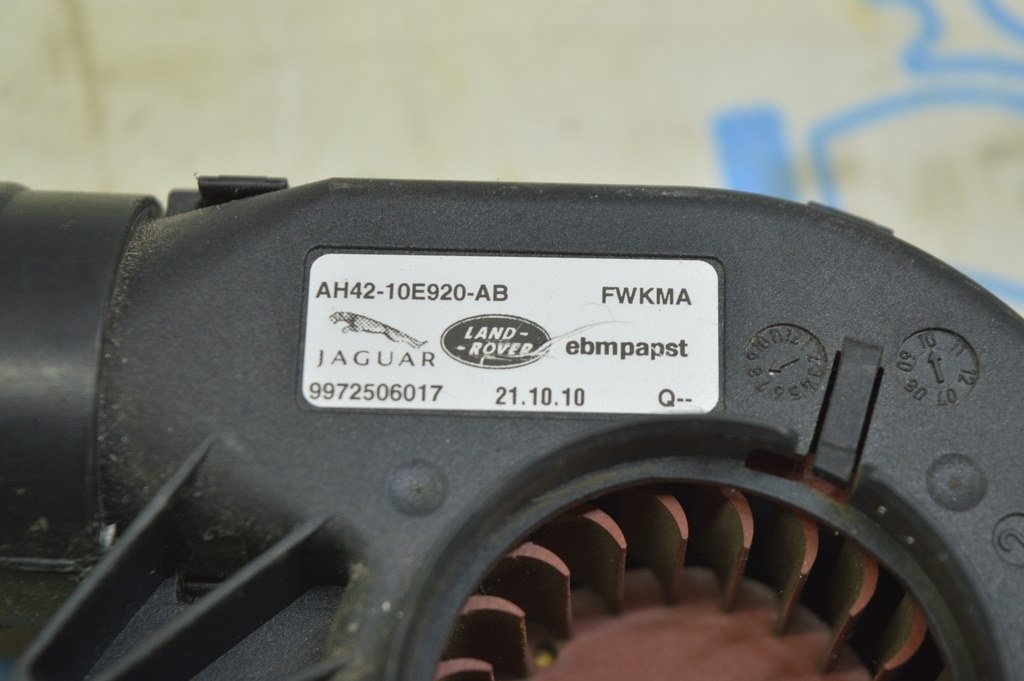 AH42-10E920-AB FWKMA
JAGUAR LAND-ROVER ebmpapst
9972506017 21.10.10 Q--